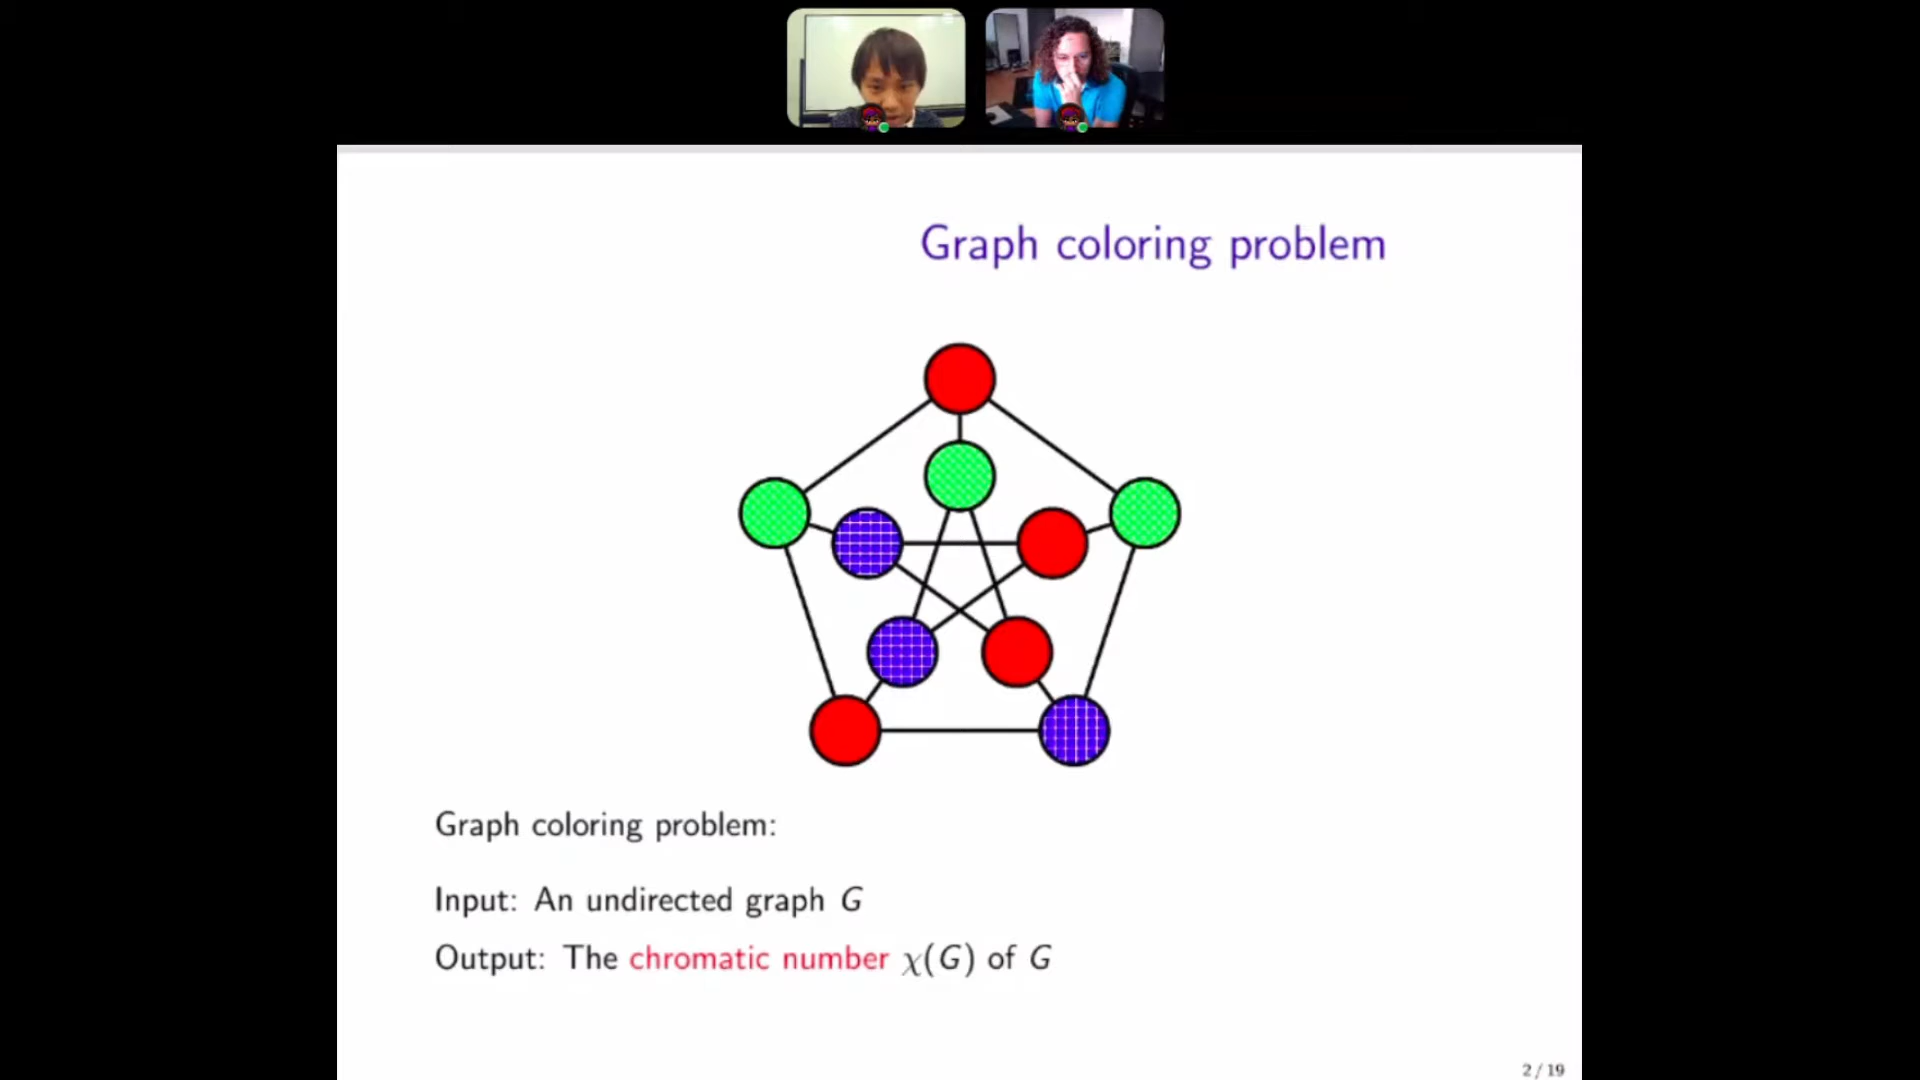 Graph coloring problem
Graph coloring problem:
Input: An undirected graph G
Output: The chromatic number χ(G) of G
2 / 19